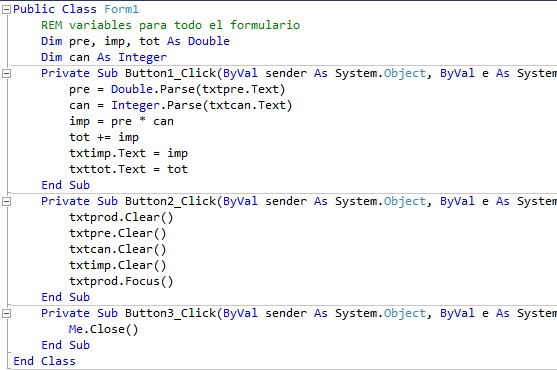 Public Class Form1
REM variables para todo el formulario
Dim pre, imp, tot As Double
Dim can As Integer
Private Sub Button1_Click(ByVal sender As System.Object, ByVal e As System
pre = Double.Parse(txtpre.Text)
can = Integer.Parse(txtcan.Text)
imp = pre * can
tot += imp
txtimp.Text = imp
txttot.Text = tot
End Sub
Private Sub Button2_Click(ByVal sender As System.Object, ByVal e As System
txtprod.Clear()
txtpre.Clear()
txtcan.Clear()
txtimp.Clear()
txtprod.Focus()
End Sub
Private Sub Button3_Click(ByVal sender As System.Object, ByVal e As System
Me.Close()
End Sub
End Class